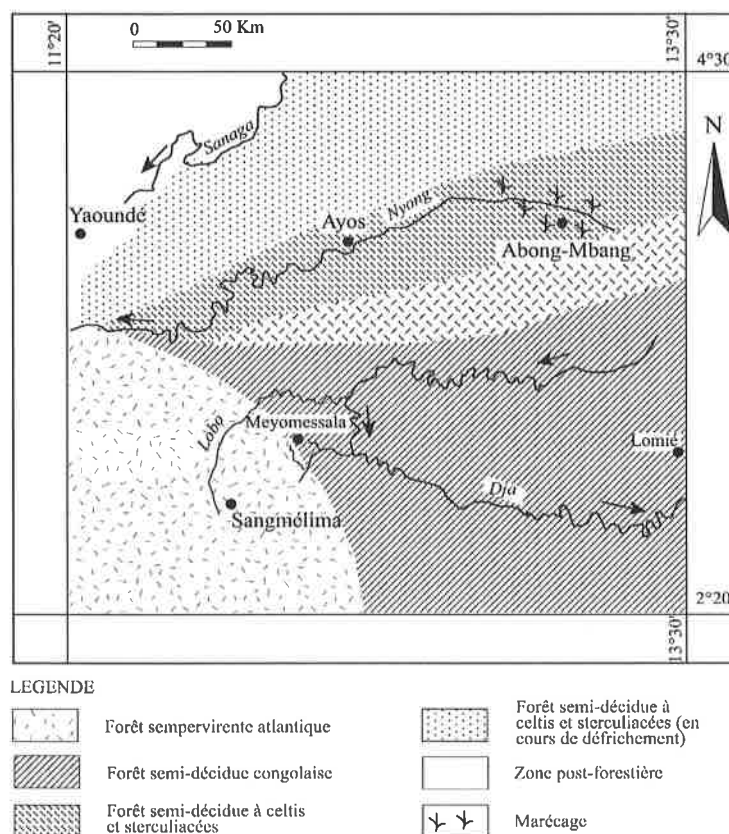 0 50 Km
11°20'
13°30'
4°30
Sanaga
N
Yaoundé
Nyong
Ayos
Abong-Mbang
Lobo
Meyomessala
Lomié
Dja
Sangmélima
2°20
13°30'
LEGENDE
Forêt sempervirente atlantique
Forêt semi-décidue congolaise
Forêt semi-décidue à celtis
et sterculiacées
Forêt semi-décidue à
celtis et sterculiacées (en
cours de défrichement)
Zone post-forestière
Marécage